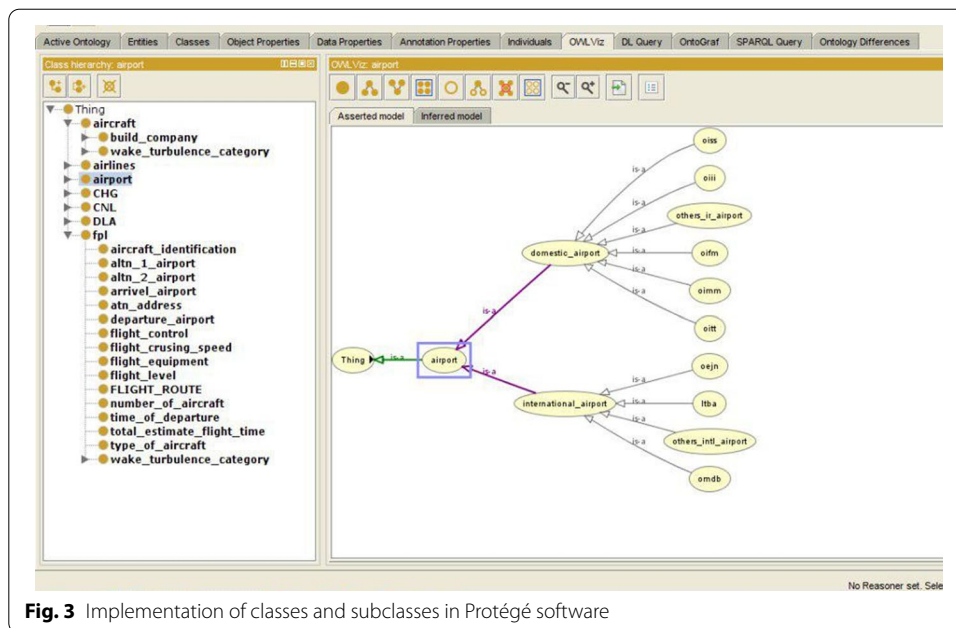 Active Ontology Entities Classes Object Properties Data Properties Annotation Properties Individuals OWLViz DL Query OntoGraf SPARQL Query Ontology Differences
Class hierarchy: airport
Thing
aircraft
build_company
wake_turbulence_category
airlines
airport
CHG
CNL
DLA
fpl
aircraft_identification
altn_1_airport
altn_2_airport
arrivel_airport
atn_address
departure_airport
flight_control
flight_crusing_speed
flight_equipment
flight_level
FLIGHT_ROUTE
number_of_aircraft
time_of_departure
total_estimate_flight_time
type_of_aircraft
wake_turbulence_category
OWLViz: airport
Asserted model Inferred model
oiss
is-a
oiii
is-a
others_ir_airport
is-a
domestic_airport
is-a
oifm
is-a
oimm
is-a
oitt
is-a
Thing
is-a
airport
is-a
oejn
is-a
international_airport
is-a
ltba
is-a
others_intl_airport
is-a
omdb
No Reasoner set. Sele
Fig. 3 Implementation of classes and subclasses in Protégé software